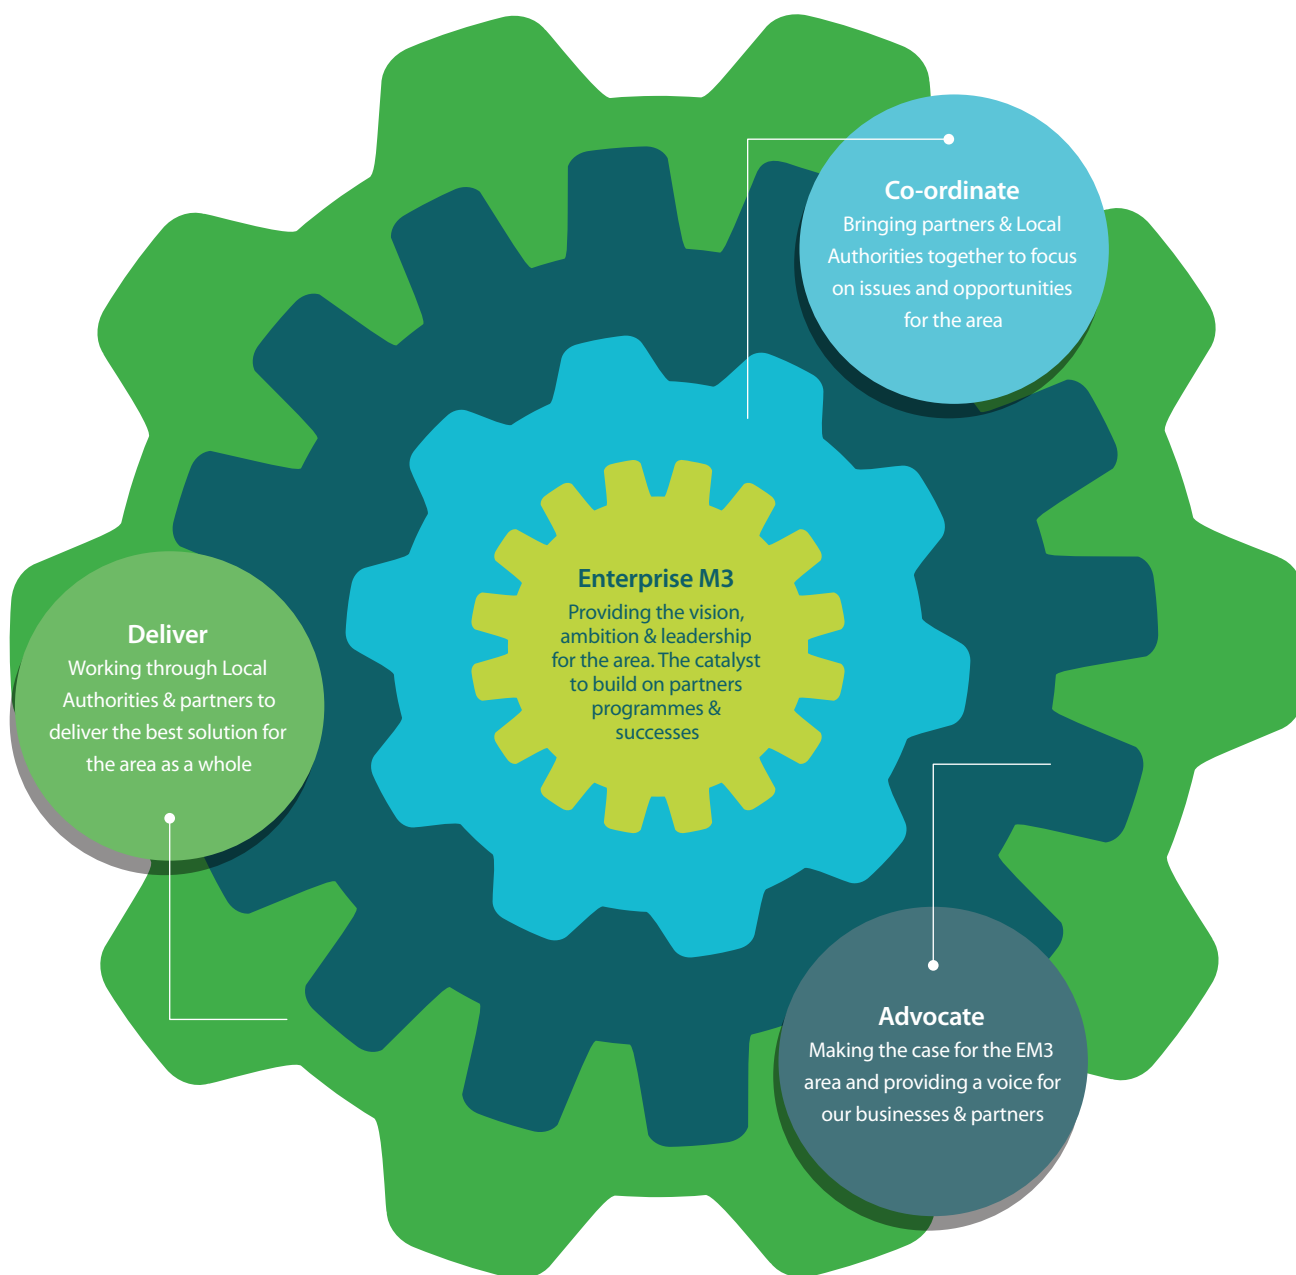 Co-ordinate
Bringing partners & Local
Authorities together to focus
on issues and opportunities
for the area
Enterprise M3
Providing the vision,
ambition & leadership
for the area. The catalyst
to build on partners
programmes &
successes
Deliver
Working through Local
Authorities & partners to
deliver the best solution for
the area as a whole
Advocate
Making the case for the EM3
area and providing a voice for
our businesses & partners